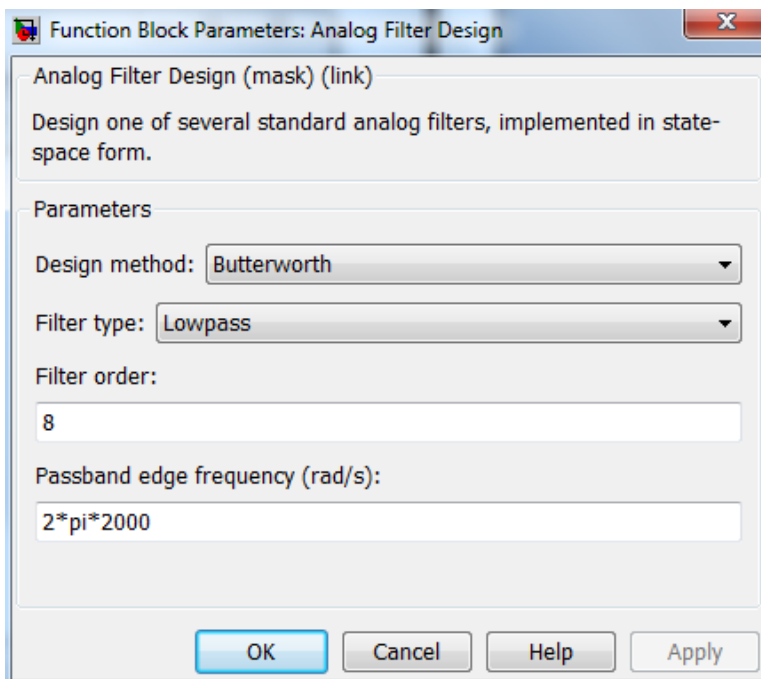 Function Block Parameters: Analog Filter Design
Analog Filter Design (mask) (link)
Design one of several standard analog filters, implemented in state-
space form.
Parameters
Design method: Butterworth
Filter type: Lowpass
Filter order:
8
Passband edge frequency (rad/s):
2*pi*2000
OK Cancel Help Apply